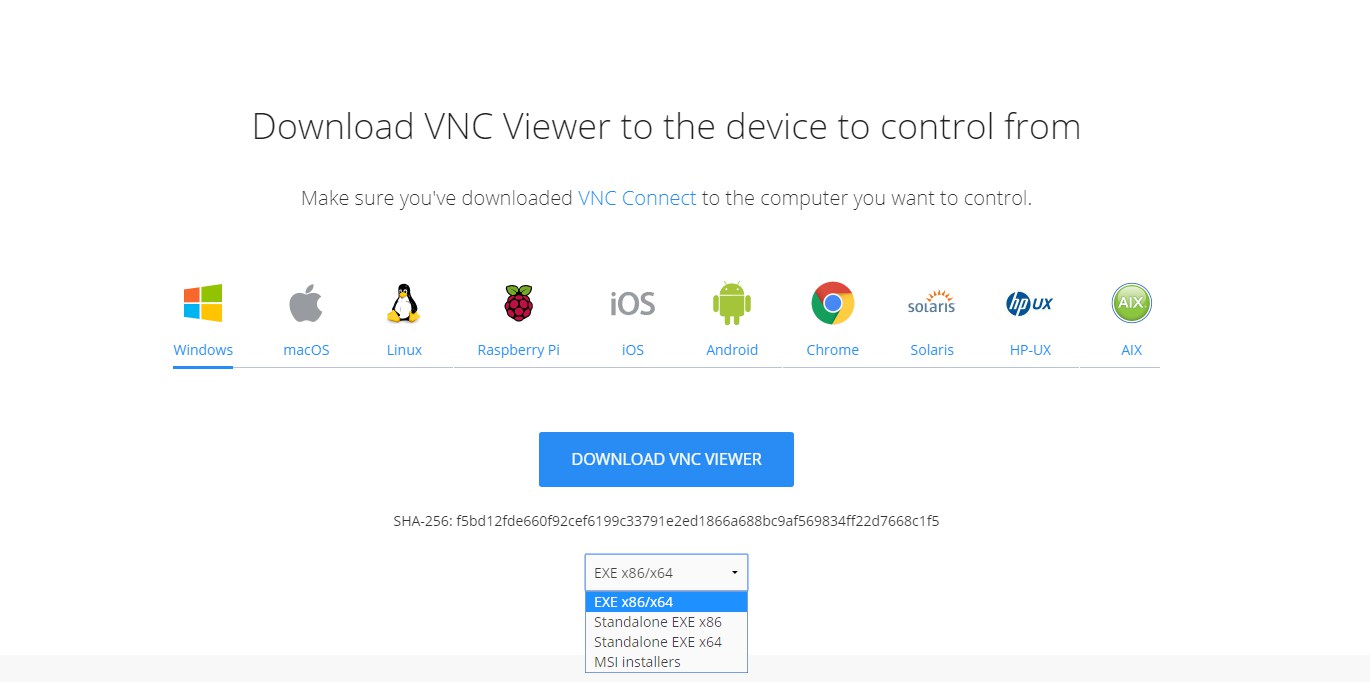 Download VNC Viewer to the device to control from
Make sure you've downloaded VNC Connect to the computer you want to control.
iOS solaris hp UX AIX
Windows macOS Linux Raspberry Pi iOS Android Chrome Solaris HP-UX AIX
DOWNLOAD VNC VIEWER
SHA-256: f5bd12fde660f92cef6199c33791e2ed1866a688bc9af569834ff22d7668c1f5
EXE x86/x64
EXE x86/x64
Standalone EXE x86
Standalone EXE x64
MSI installers